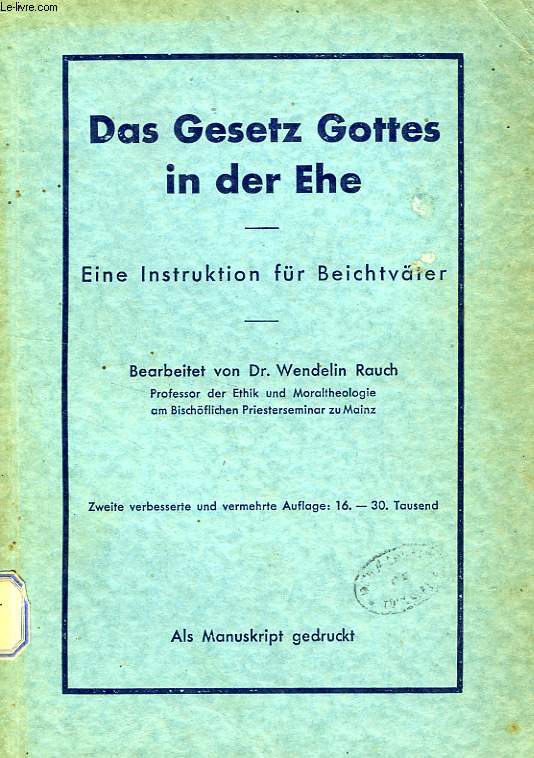 Le-livre.com
Das Gesetz Gottes
in der Ehe
Eine Instruktion für Beichtväter
Bearbeitet von Dr. Wendelin Rauch
Professor der Ethik und Moraltheologie
am Bischöflichen Priesterseminar zu Mainz
Zweite verbesserte und vermehrte Auflage: 16. — 30. Tausend
Als Manuskript gedruckt